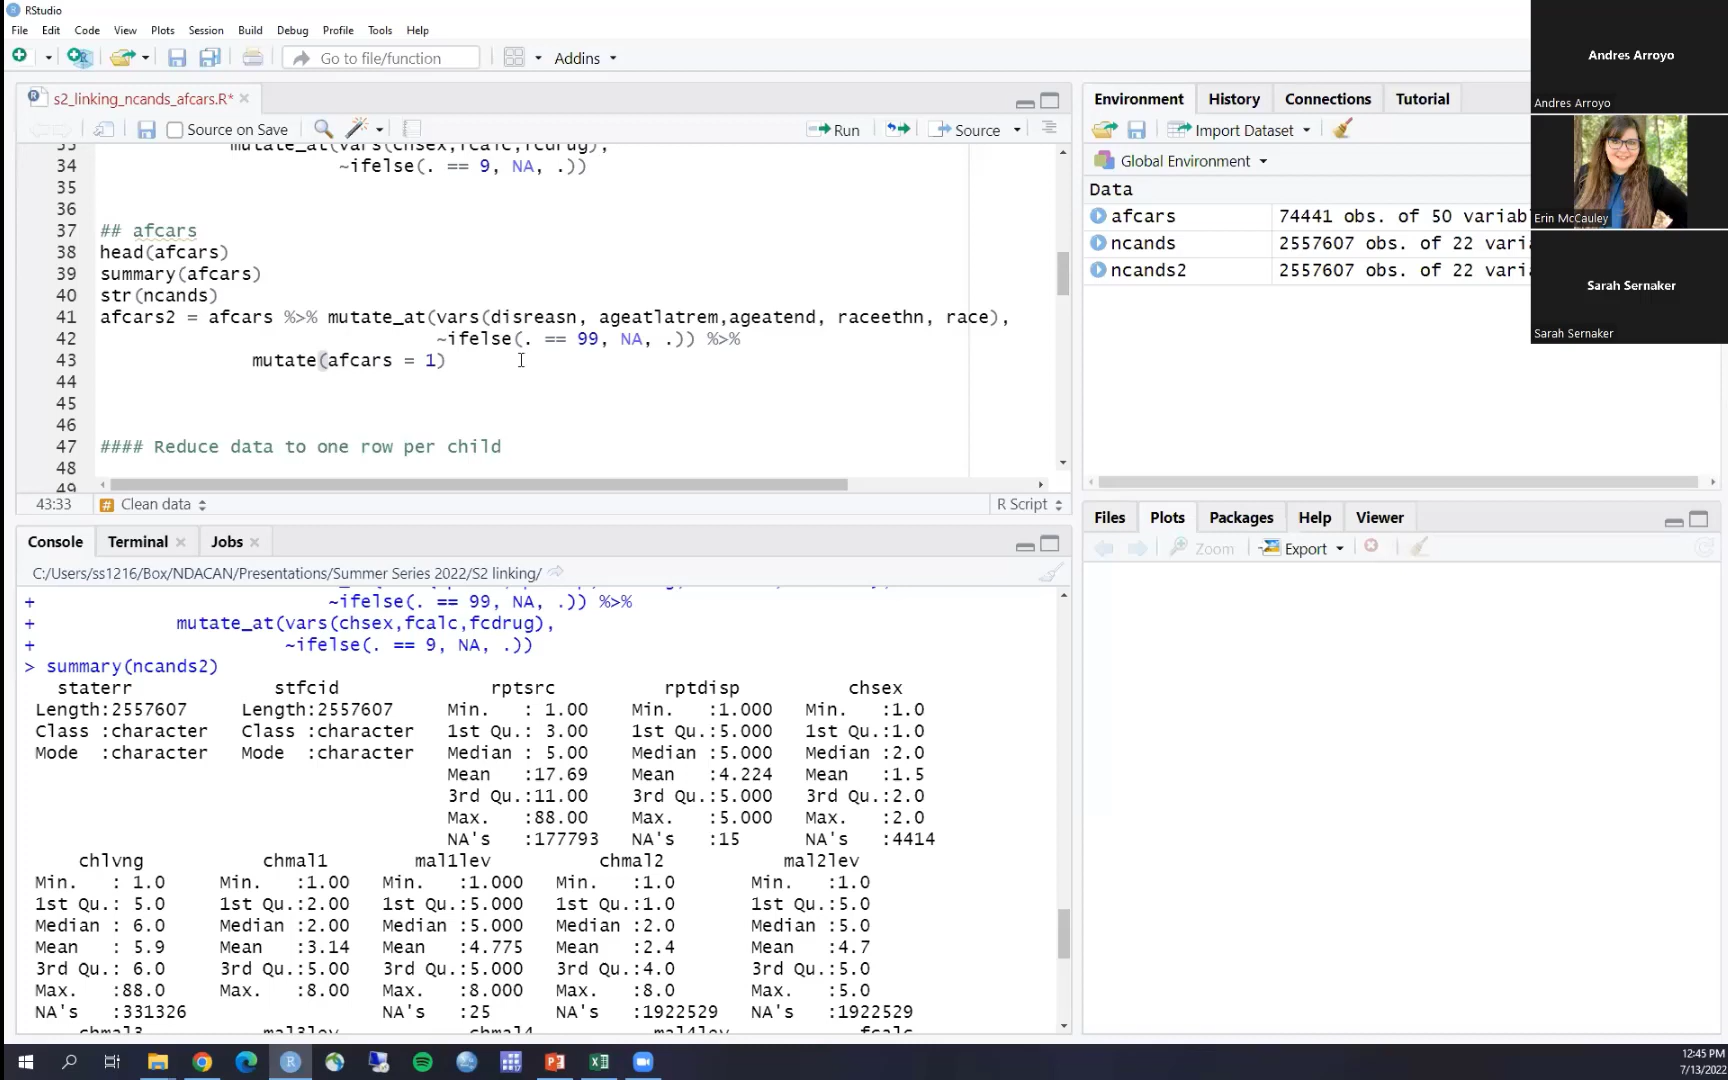 RStudio
File Edit Code View Plots Session Build Debug Profile Tools Help
Go to file/function Addins
s2_linking_ncands_afcars.R*
Source on Save Run Source
33 mutate_at(vars(chsex,fcalc,fcdrug),
34 ~ifelse(. == 9, NA, .))
35
36
37 ## afcars
38 head(afcars)
39 summary(afcars)
40 str(ncands)
41 afcars2 = afcars %>% mutate_at(vars(disreasn, ageatlatrem,ageatend, raceethn, race),
42 ~ifelse(. == 99, NA, .)) %>%
43 mutate(afcars = 1)
44
45
46
47 #### Reduce data to one row per child
48
49
43:33 Clean data R Script
Console Terminal Jobs
C:/Users/ss1216/Box/NDACAN/Presentations/Summer Series 2022/S2 linking/
+ ~ifelse(. == 99, NA, .)) %>%
+ mutate_at(vars(chsex,fcalc,fcdrug),
+ ~ifelse(. == 9, NA, .))
> summary(ncands2)
staterr stfcid rptsrc rptdisp chsex
Length:2557607 Length:2557607 Min. : 1.00 Min. :1.000 Min. :1.0
Class :character Class :character 1st Qu.: 3.00 1st Qu.:5.000 1st Qu.:1.0
Mode :character Mode :character Median : 5.00 Median :5.000 Median :2.0
Mean :17.69 Mean :4.224 Mean :1.5
3rd Qu.:11.00 3rd Qu.:5.000 3rd Qu.:2.0
Max. :88.00 Max. :5.000 Max. :2.0
NA's :177793 NA's :15 NA's :4414
chlvng chmal1 mal1lev chmal2 mal2lev
Min. : 1.0 Min. :1.00 Min. :1.000 Min. :1.0 Min. :1.0
1st Qu.: 5.0 1st Qu.:2.00 1st Qu.:5.000 1st Qu.:1.0 1st Qu.:5.0
Median : 6.0 Median :2.00 Median :5.000 Median :2.0 Median :5.0
Mean : 5.9 Mean :3.14 Mean :4.775 Mean :2.4 Mean :4.7
3rd Qu.: 6.0 3rd Qu.:5.00 3rd Qu.:5.000 3rd Qu.:4.0 3rd Qu.:5.0
Max. :88.0 Max. :8.00 Max. :8.000 Max. :8.0 Max. :5.0
NA's :331326 NA's :25 NA's :1922529 NA's :1922529
chmal3 mal3lev chmal4 mal4lev fcalc
Environment History Connections Tutorial
Import Dataset
Global Environment
Data
afcars 74441 obs. of 50 variab
ncands 2557607 obs. of 22 vari
ncands2 2557607 obs. of 22 vari
Files Plots Packages Help Viewer
Zoom Export
Andres Arroyo
Andres Arroyo
Erin McCauley
Sarah Sernaker
Sarah Sernaker
12:45 PM
7/13/2022